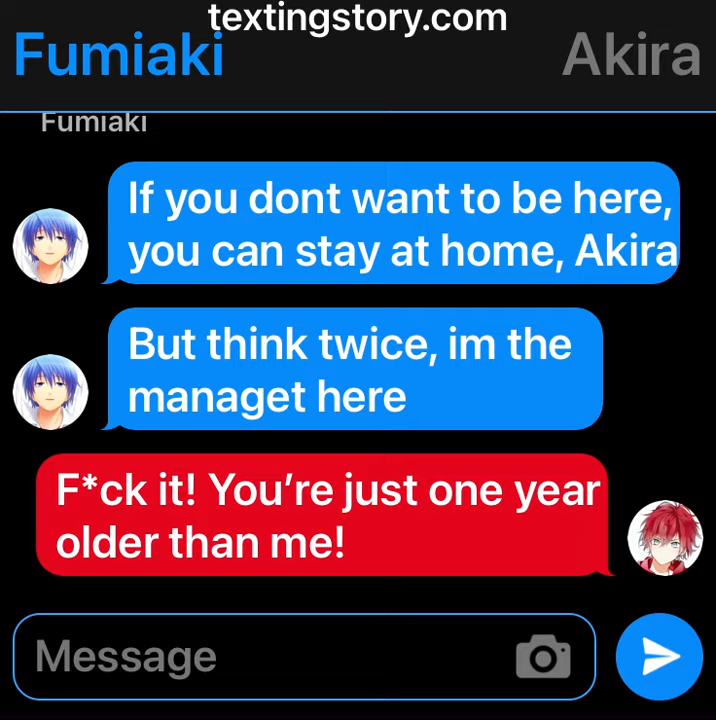 textingstory.com
Fumiaki Akira
Fumiaki
If you dont want to be here,
you can stay at home, Akira
But think twice, im the
managet here
F*ck it! You’re just one year
older than me!
Message